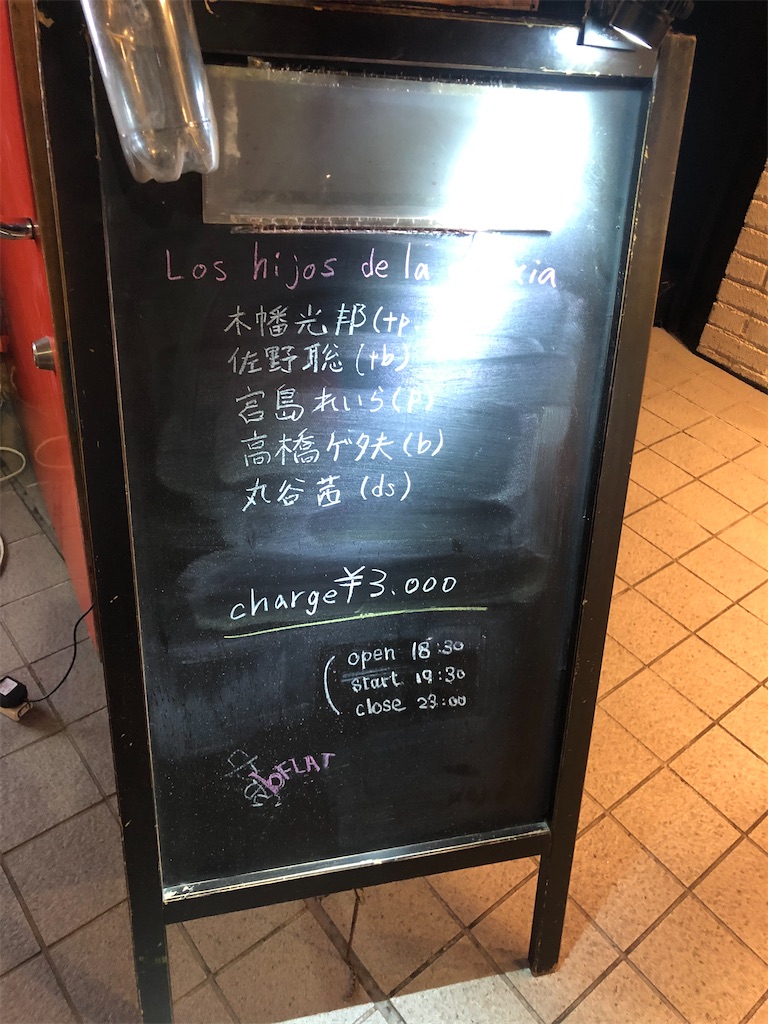 Los hijos de la
木幡光邦(tp
佐野聡(tb)
宮島れいら(p)
高橋ゲタ夫(b)
丸谷茜(ds)
charge¥3.000
open 18:30
start 19:30
close 23:00
bFLAT